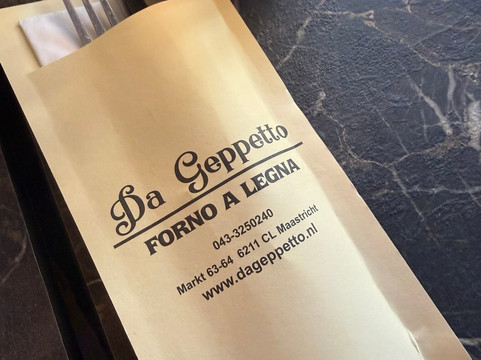 Da Geppetto
FORNO A LEGNA
043-3250240
Markt 63-64 6211 CL Maastricht
www.dageppetto.nl